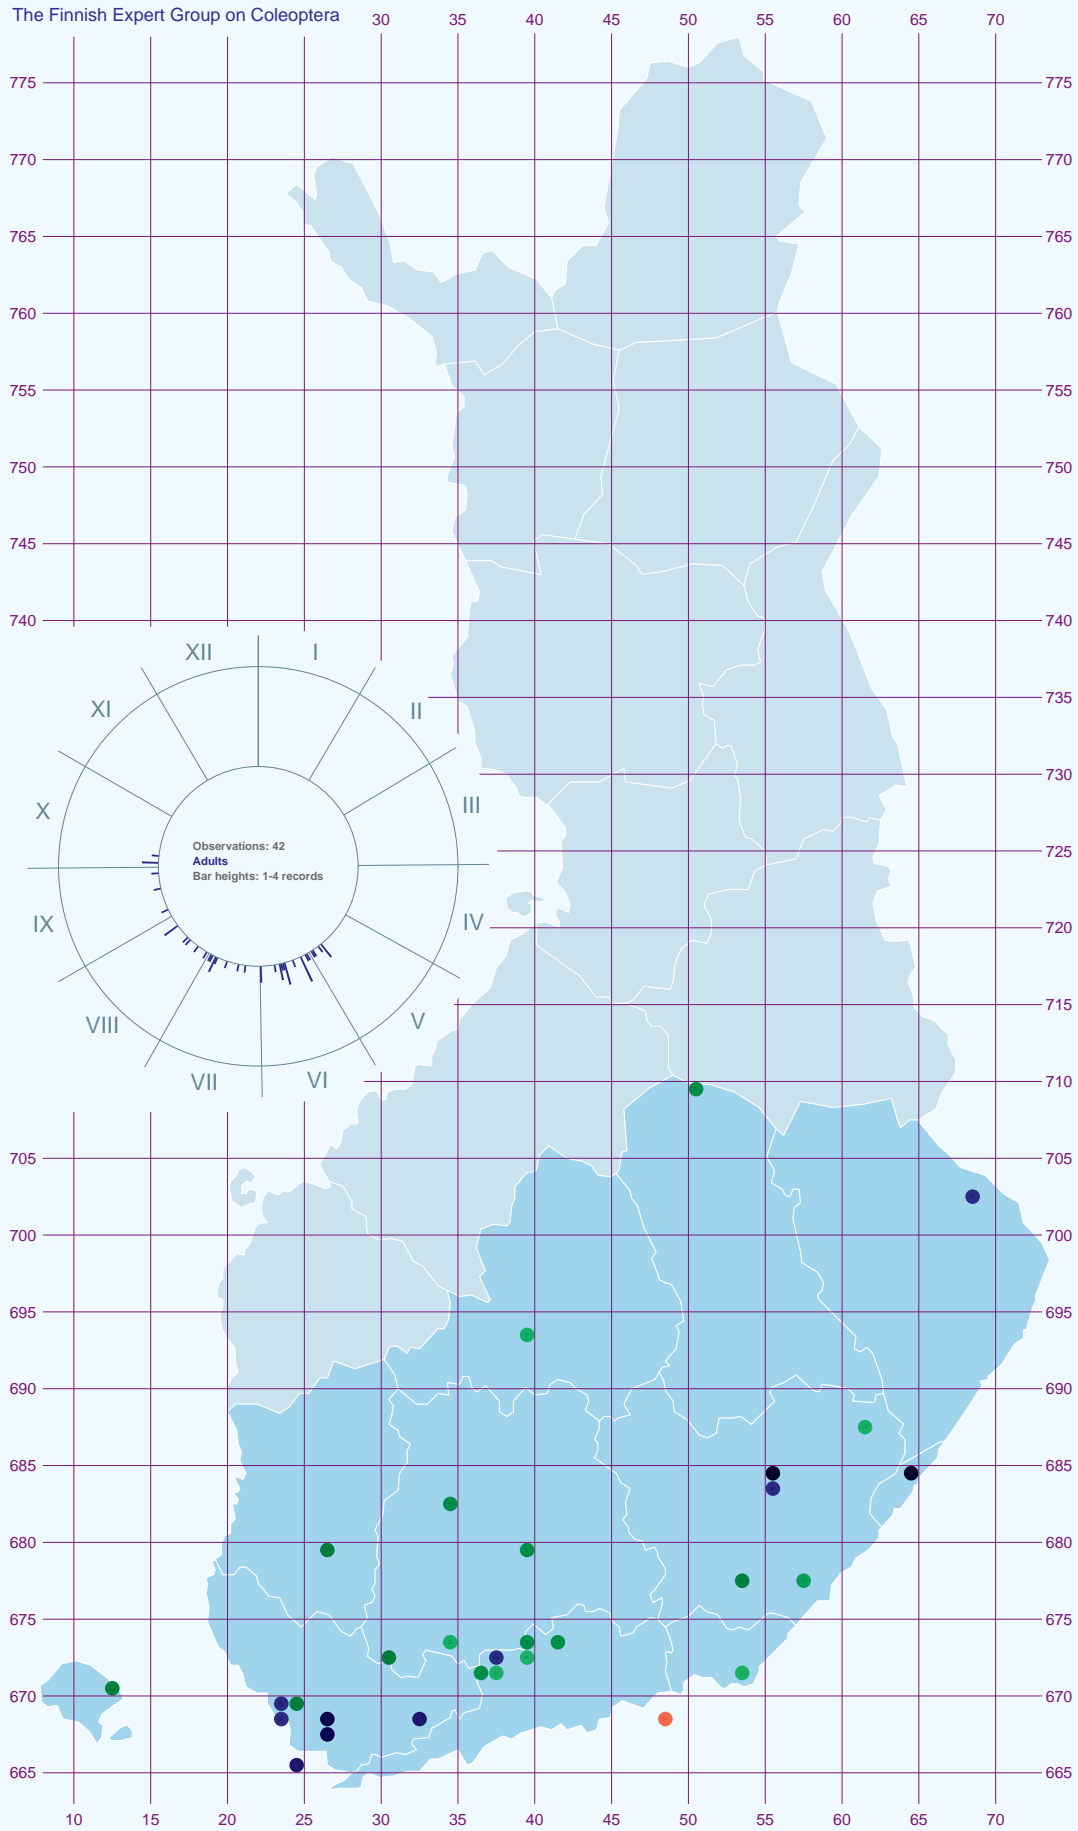 The Finnish Expert Group on Coleoptera 30 35 40 45 50 55 60 65 70
775 775
770 770
765 765
760 760
755 755
750 750
745 745
740 740
XII I
735
XI II
730
III
X
Observations: 42
725
Adults
Bar heights: 1-4 records
IX IV 720
715
VIII V
VII VI 710
705 705
700 700
695 695
690 690
685 685
680 680
675 675
670 670
665 665
10 15 20 25 30 35 40 45 50 55 60 65 70